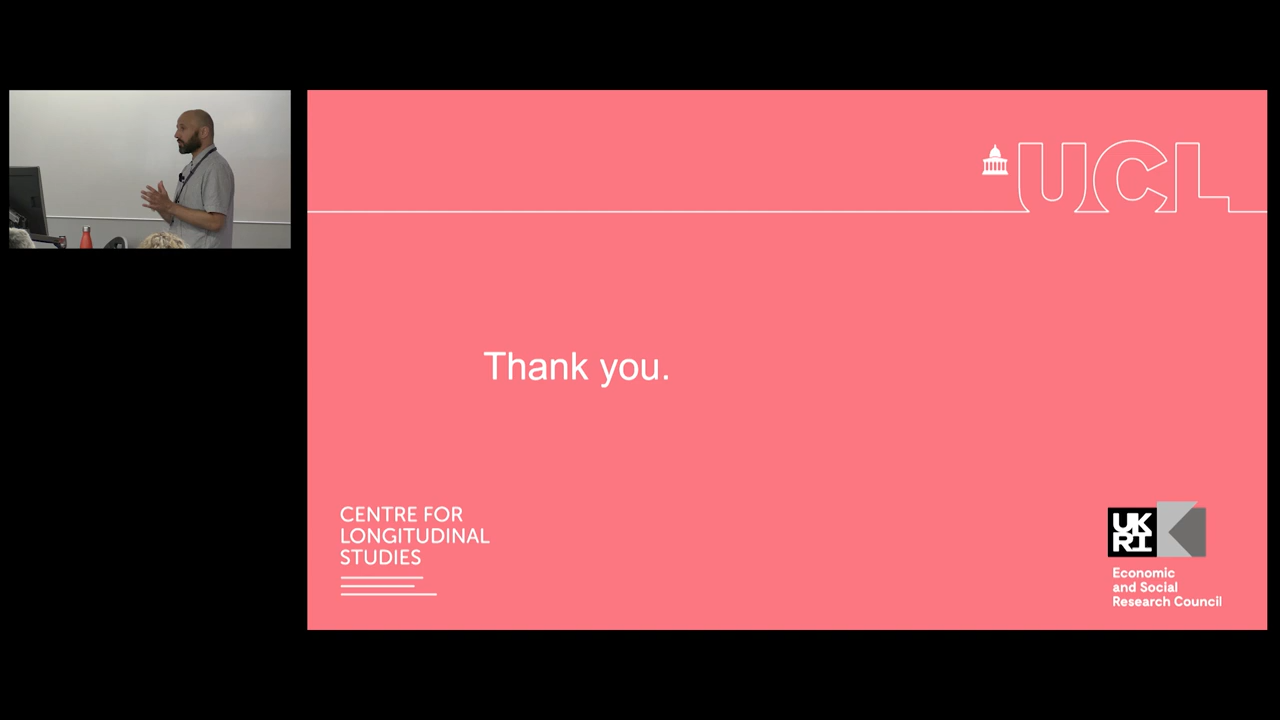 UCL
Thank you.
CENTRE FOR
LONGITUDINAL
STUDIES
UK
RI
Economic
and Social
Research Council